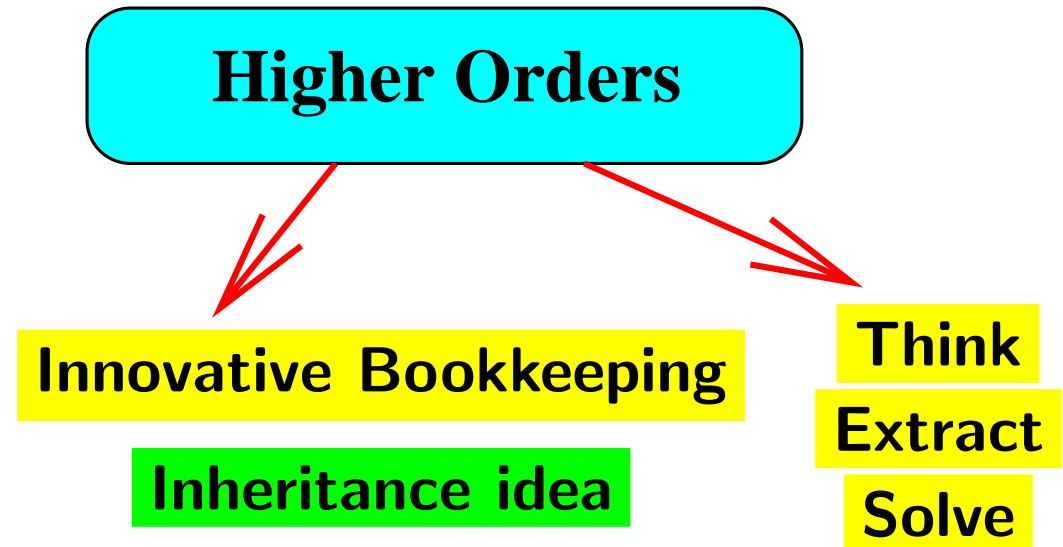 Higher Orders
Innovative Bookkeeping
Inheritance idea
Think
Extract
Solve